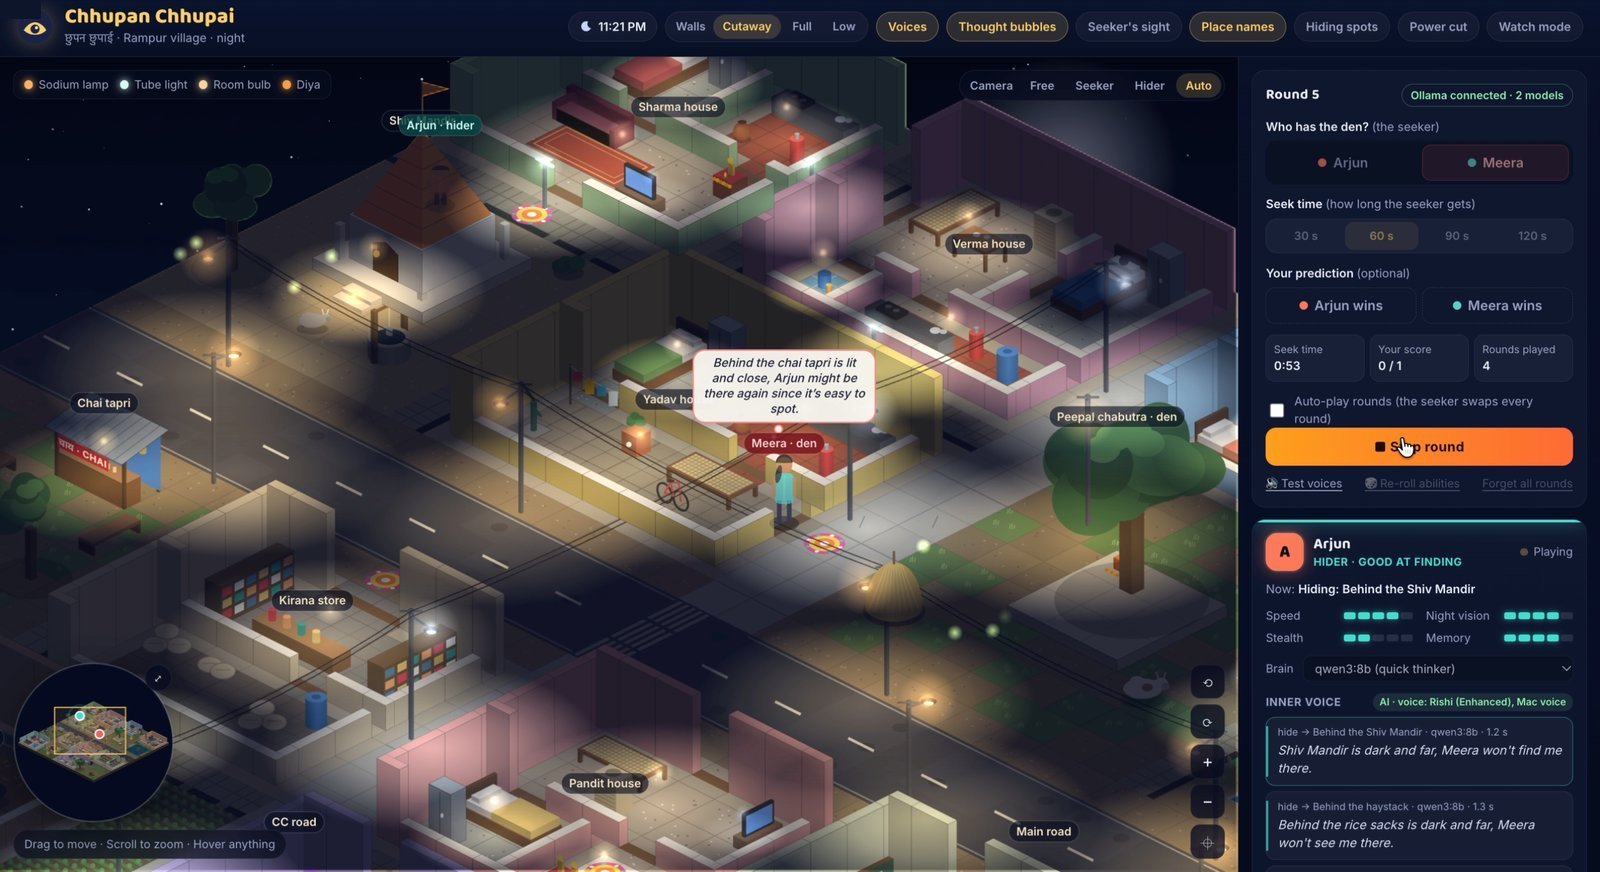 Chhupan Chhupai
छुपन छुपाई · Rampur village · night
11:21 PM
Walls Cutaway Full Low
Voices
Thought bubbles
Seeker's sight
Place names
Hiding spots
Power cut
Watch mode
Sodium lamp Tube light Room bulb Diya
Camera Free Seeker Hider Auto
Arjun · hider
Sharma house
Verma house
Behind the chai tapri is lit
and close, Arjun might be
there again since it's easy to
spot.
Yadav
Meera · den
Chai tapri
चाय · CHAI
Peepal chabutra · den
Kirana store
Pandit house
CC road
Main road
Drag to move · Scroll to zoom · Hover anything
Round 5
Ollama connected · 2 models
Who has the den? (the seeker)
Arjun
Meera
Seek time (how long the seeker gets)
30 s 60 s 90 s 120 s
Your prediction (optional)
Arjun wins
Meera wins
Seek time
0:53
Your score
0 / 1
Rounds played
4
Auto-play rounds (the seeker swaps every
round)
round
Test voices
Re-roll abilities
Forget all rounds
A
Arjun
HIDER · GOOD AT FINDING
Playing
Now: Hiding: Behind the Shiv Mandir
Speed
Night vision
Stealth
Memory
Brain qwen3:8b (quick thinker)
INNER VOICE
AI · voice: Rishi (Enhanced), Mac voice
hide → Behind the Shiv Mandir · qwen3:8b · 1.2 s
Shiv Mandir is dark and far, Meera won't find me
there.
hide → Behind the haystack · qwen3:8b · 1.3 s
Behind the rice sacks is dark and far, Meera
won't see me there.